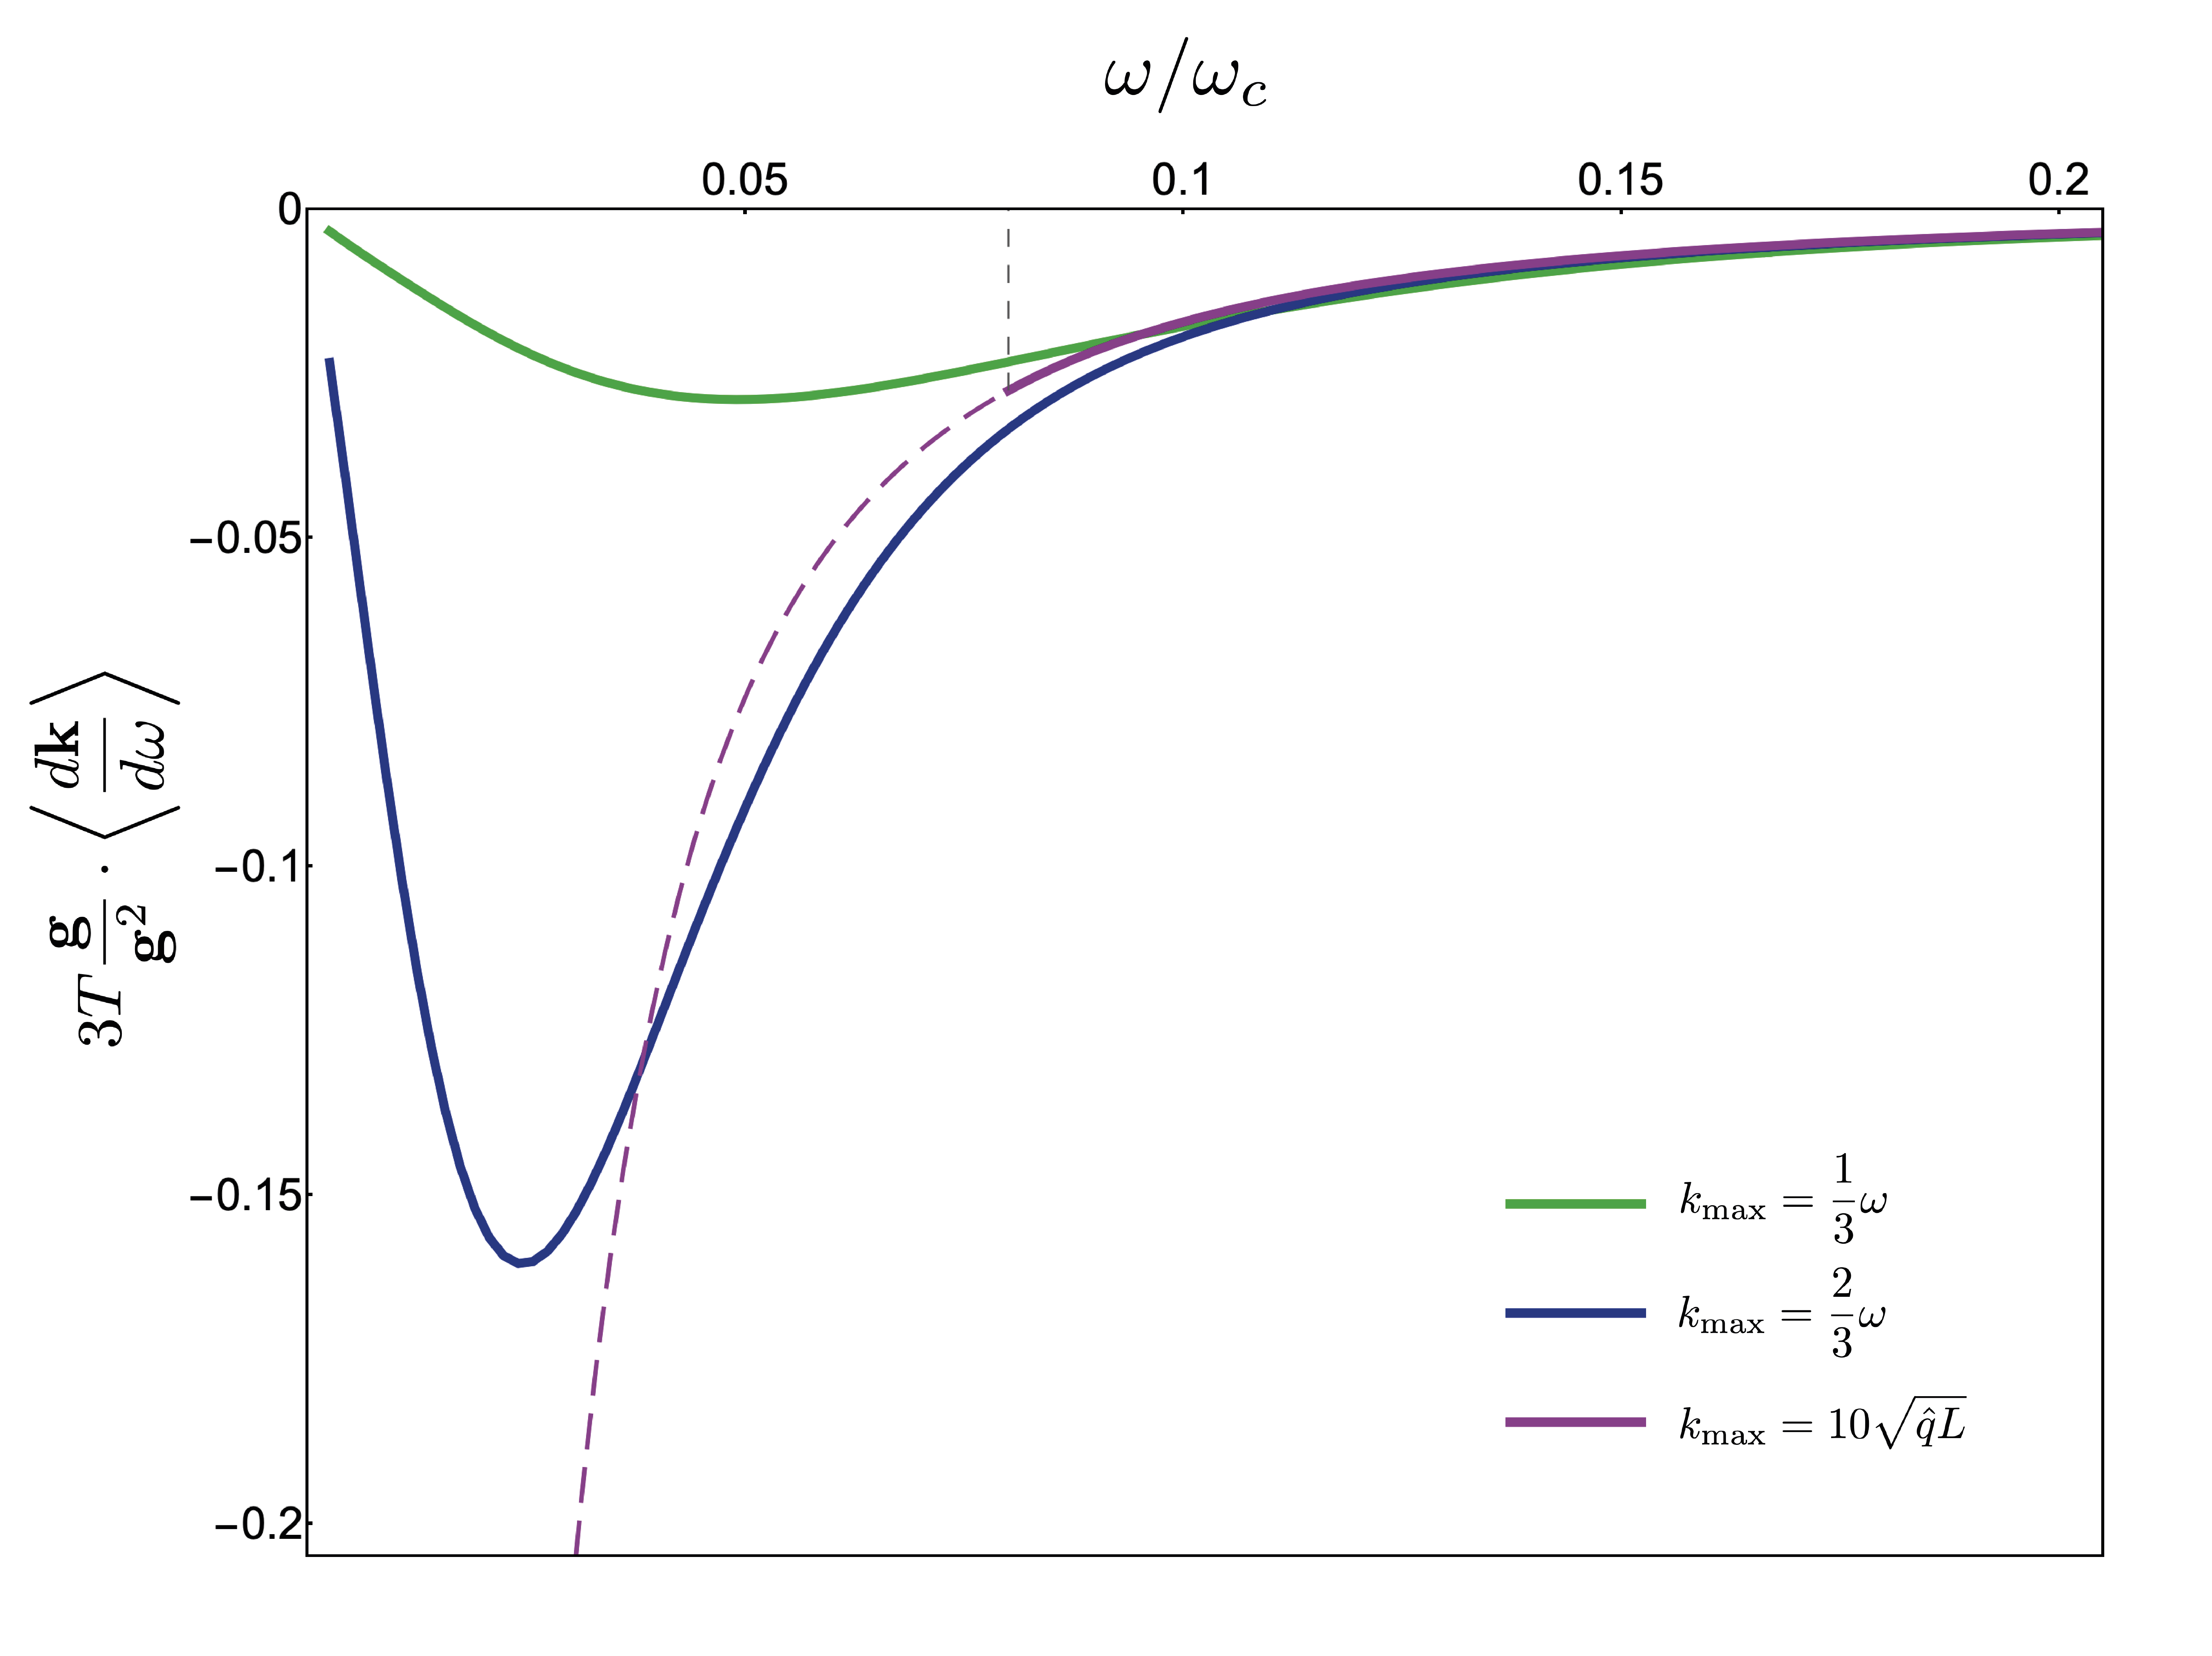 ω/ω_c
0.05 0.1 0.15 0.2
0
−0.05
−0.1
−0.15
−0.2
3T g/g² · ⟨dk/dω⟩
k_max = 1/3 ω
k_max = 2/3 ω
k_max = 10√(q̂L)